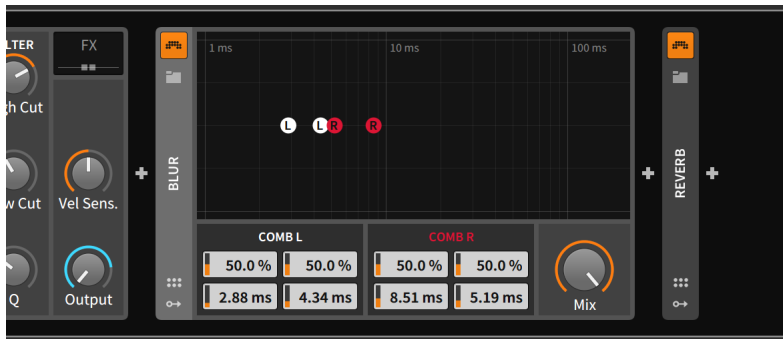 LTER
FX
1 ms
10 ms
100 ms
gh Cut
L
L
R
R
BLUR
REVERB
w Cut
Vel Sens.
COMB L
COMB R
50.0 %
50.0 %
50.0 %
50.0 %
2.88 ms
4.34 ms
8.51 ms
5.19 ms
Q
Output
Mix